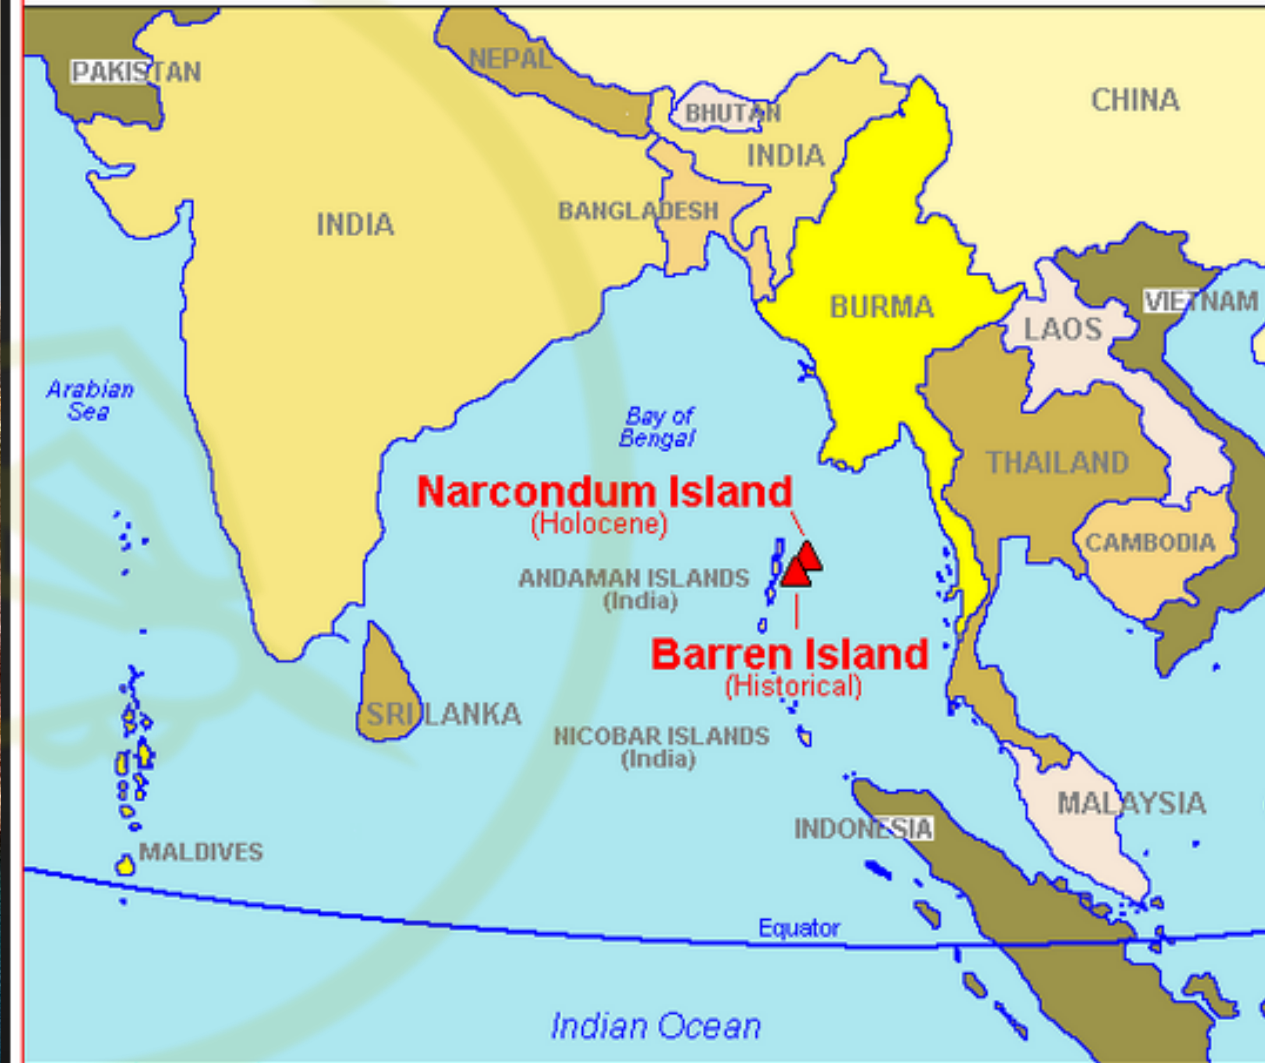 NEPAL
PAKISTAN
CHINA
BHUTAN
INDIA
BANGLADESH
INDIA
BURMA
VIETNAM
LAOS
Arabian
Sea
Bay of
Bengal
THAILAND
Narcondum Island
(Holocene)
CAMBODIA
ANDAMAN ISLANDS
(India)
Barren Island
(Historical)
SRI LANKA
NICOBAR ISLANDS
(India)
MALAYSIA
INDONESIA
MALDIVES
Equator
Indian Ocean